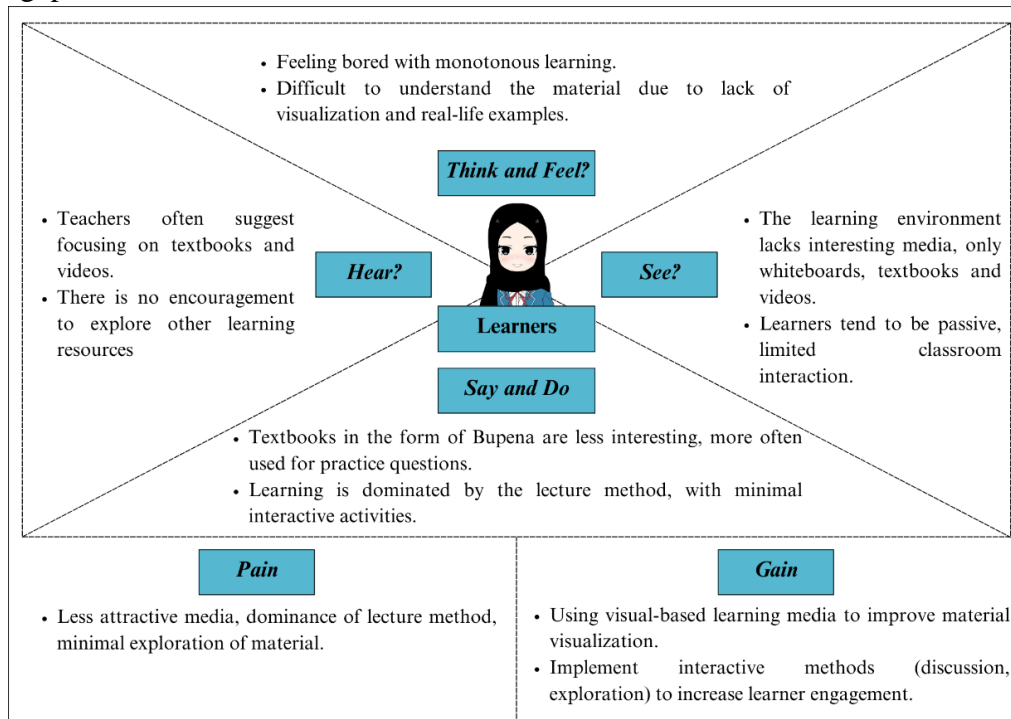 • Feeling bored with monotonous learning.
• Difficult to understand the material due to lack of
visualization and real-life examples.
Think and Feel?
• Teachers often suggest
focusing on textbooks and
videos.
• There is no encouragement
to explore other learning
resources
Hear?
See?
• The learning environment
lacks interesting media, only
whiteboards, textbooks and
videos.
• Learners tend to be passive,
limited classroom
interaction.
Learners
Say and Do
• Textbooks in the form of Bupena are less interesting, more often
used for practice questions.
• Learning is dominated by the lecture method, with minimal
interactive activities.
Pain
• Less attractive media, dominance of lecture method,
minimal exploration of material.
Gain
• Using visual-based learning media to improve material
visualization.
• Implement interactive methods (discussion,
exploration) to increase learner engagement.